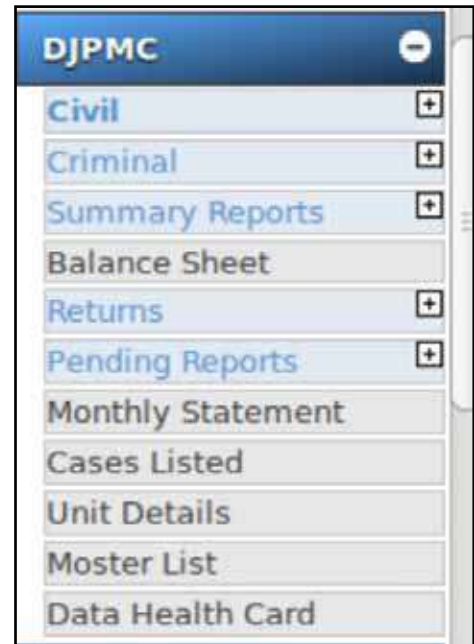 DJPMC
Civil
Criminal
Summary Reports
Balance Sheet
Returns
Pending Reports
Monthly Statement
Cases Listed
Unit Details
Moster List
Data Health Card